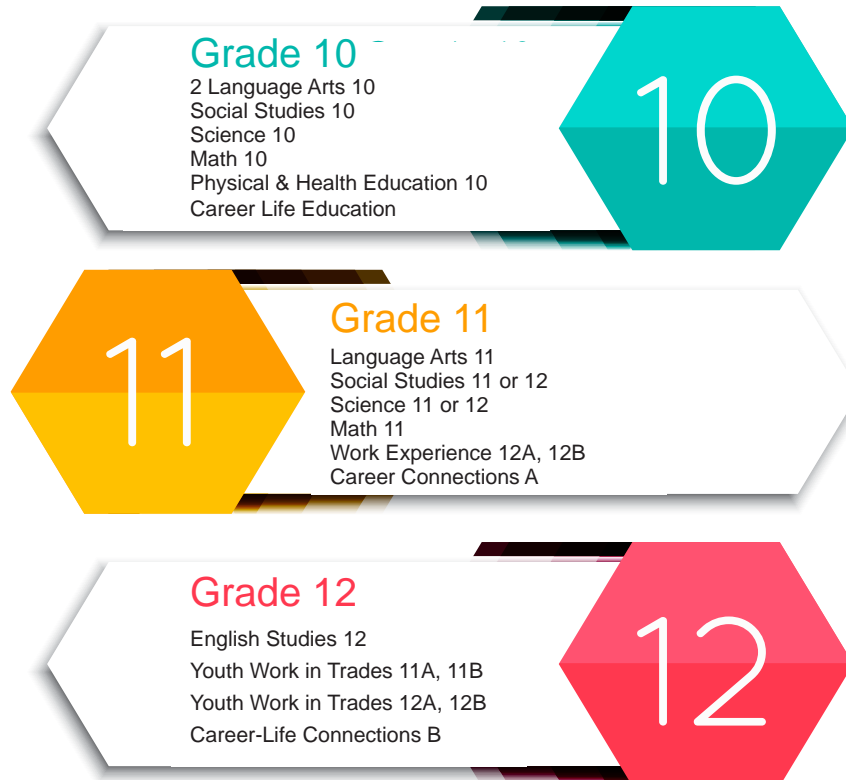 Grade 10
2 Language Arts 10
Social Studies 10
Science 10
Math 10
Physical & Health Education 10
Career Life Education
10
11
Grade 11
Language Arts 11
Social Studies 11 or 12
Science 11 or 12
Math 11
Work Experience 12A, 12B
Career Connections A
Grade 12
English Studies 12
Youth Work in Trades 11A, 11B
Youth Work in Trades 12A, 12B
Career-Life Connections B
12